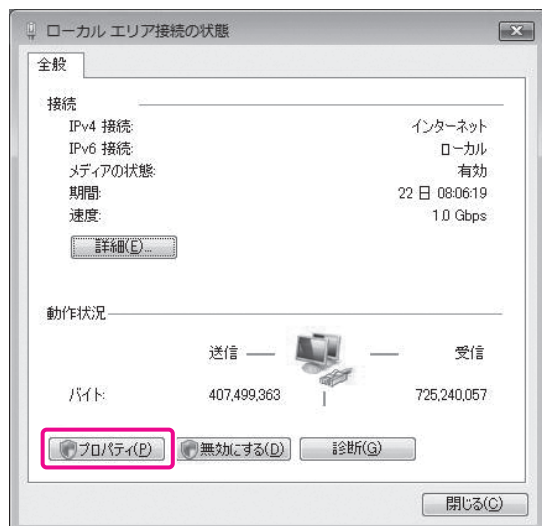 ローカル エリア接続の状態
全般
接続
IPv4 接続: インターネット
IPv6 接続: ローカル
メディアの状態: 有効
期間: 22 日 08:06:19
速度: 1.0 Gbps
詳細(E)...
動作状況
送信 — — 受信
バイト: 407,499,363 725,240,057
プロパティ(P) 無効にする(D) 診断(G)
閉じる(C)